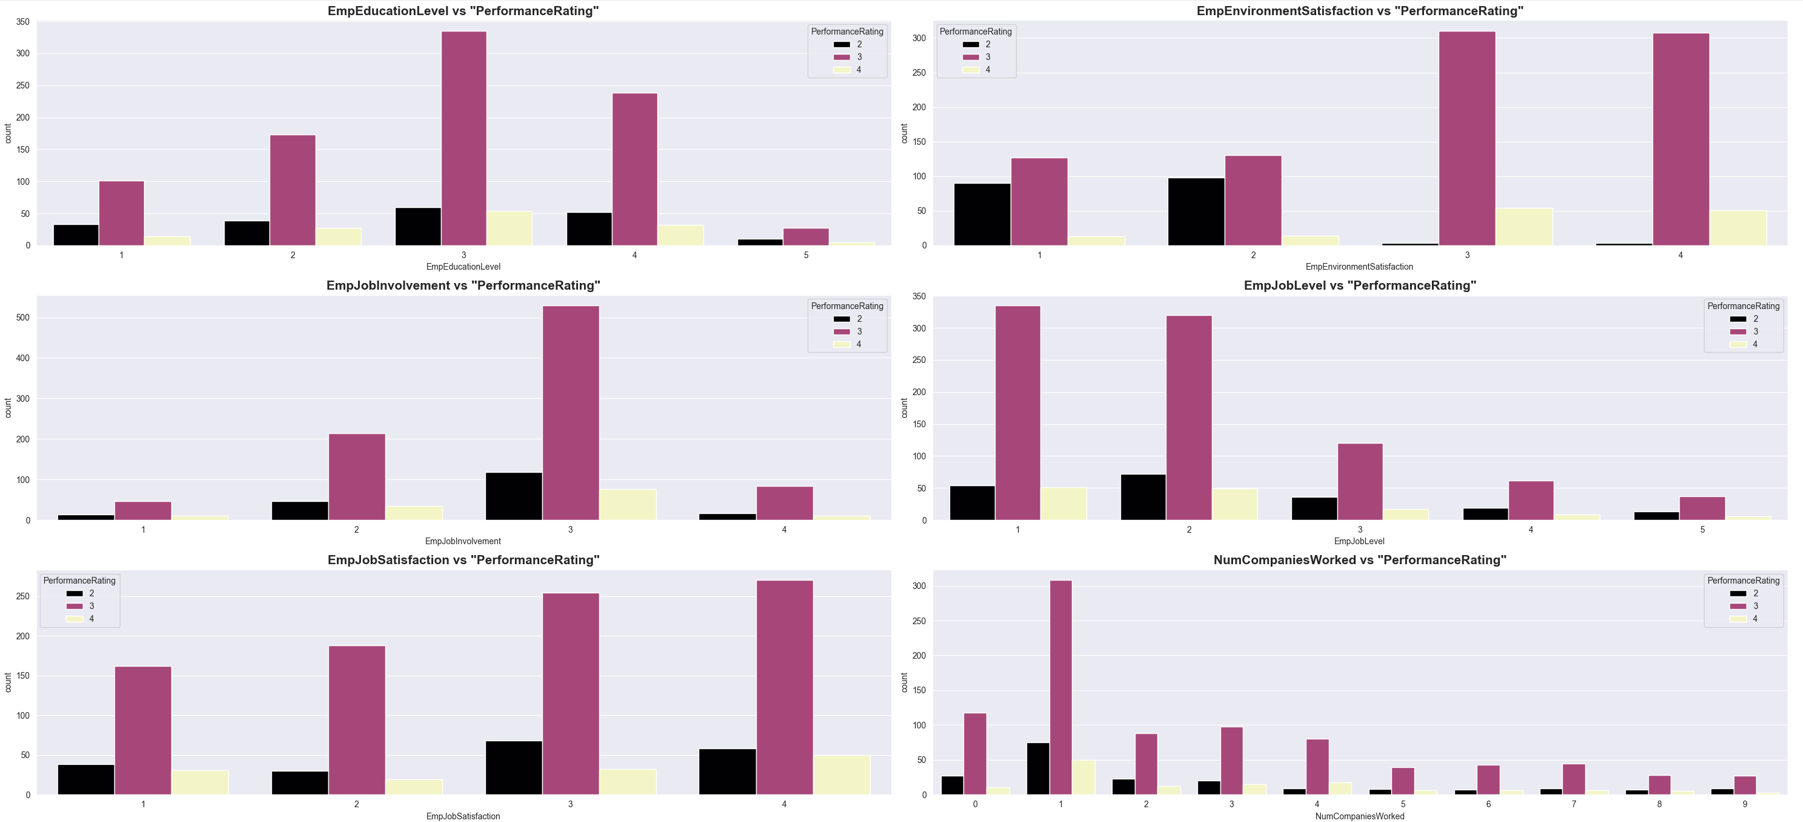 EmpEducationLevel vs "PerformanceRating"
PerformanceRating
2
3
4
350
300
250
200
150
100
50
0
count
1 2 3 4 5
EmpEducationLevel
EmpEnvironmentSatisfaction vs "PerformanceRating"
PerformanceRating
2
3
4
300
250
200
150
100
50
0
count
1 2 3 4
EmpEnvironmentSatisfaction
EmpJobInvolvement vs "PerformanceRating"
PerformanceRating
2
3
4
500
400
300
200
100
0
count
1 2 3 4
EmpJobInvolvement
EmpJobLevel vs "PerformanceRating"
PerformanceRating
2
3
4
350
300
250
200
150
100
50
0
count
1 2 3 4 5
EmpJobLevel
EmpJobSatisfaction vs "PerformanceRating"
PerformanceRating
2
3
4
250
200
150
100
50
0
count
1 2 3 4
EmpJobSatisfaction
NumCompaniesWorked vs "PerformanceRating"
PerformanceRating
2
3
4
300
250
200
150
100
50
0
count
0 1 2 3 4 5 6 7 8 9
NumCompaniesWorked